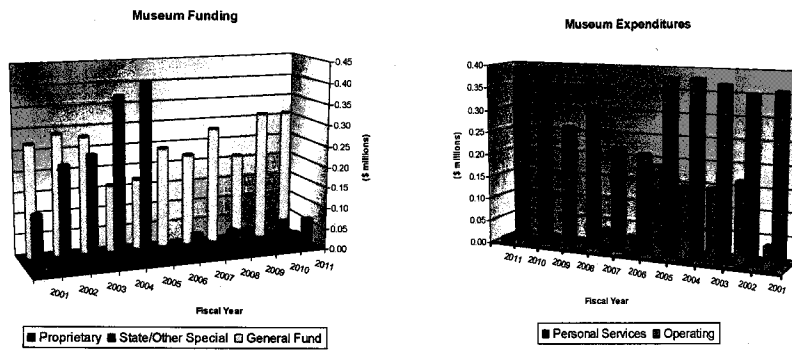 Museum Funding
0.45
0.40
0.35
0.30
0.25
0.20
0.15
0.10
0.05
0.00
($ millions)
2001 2002 2003 2004 2005 2006 2007 2008 2009 2010 2011
Fiscal Year
Proprietary State/Other Special General Fund
Museum Expenditures
0.40
0.35
0.30
0.25
0.20
0.15
0.10
0.05
0.00
($ millions)
2011 2010 2009 2008 2007 2006 2005 2004 2003 2002 2001
Fiscal Year
Personal Services Operating